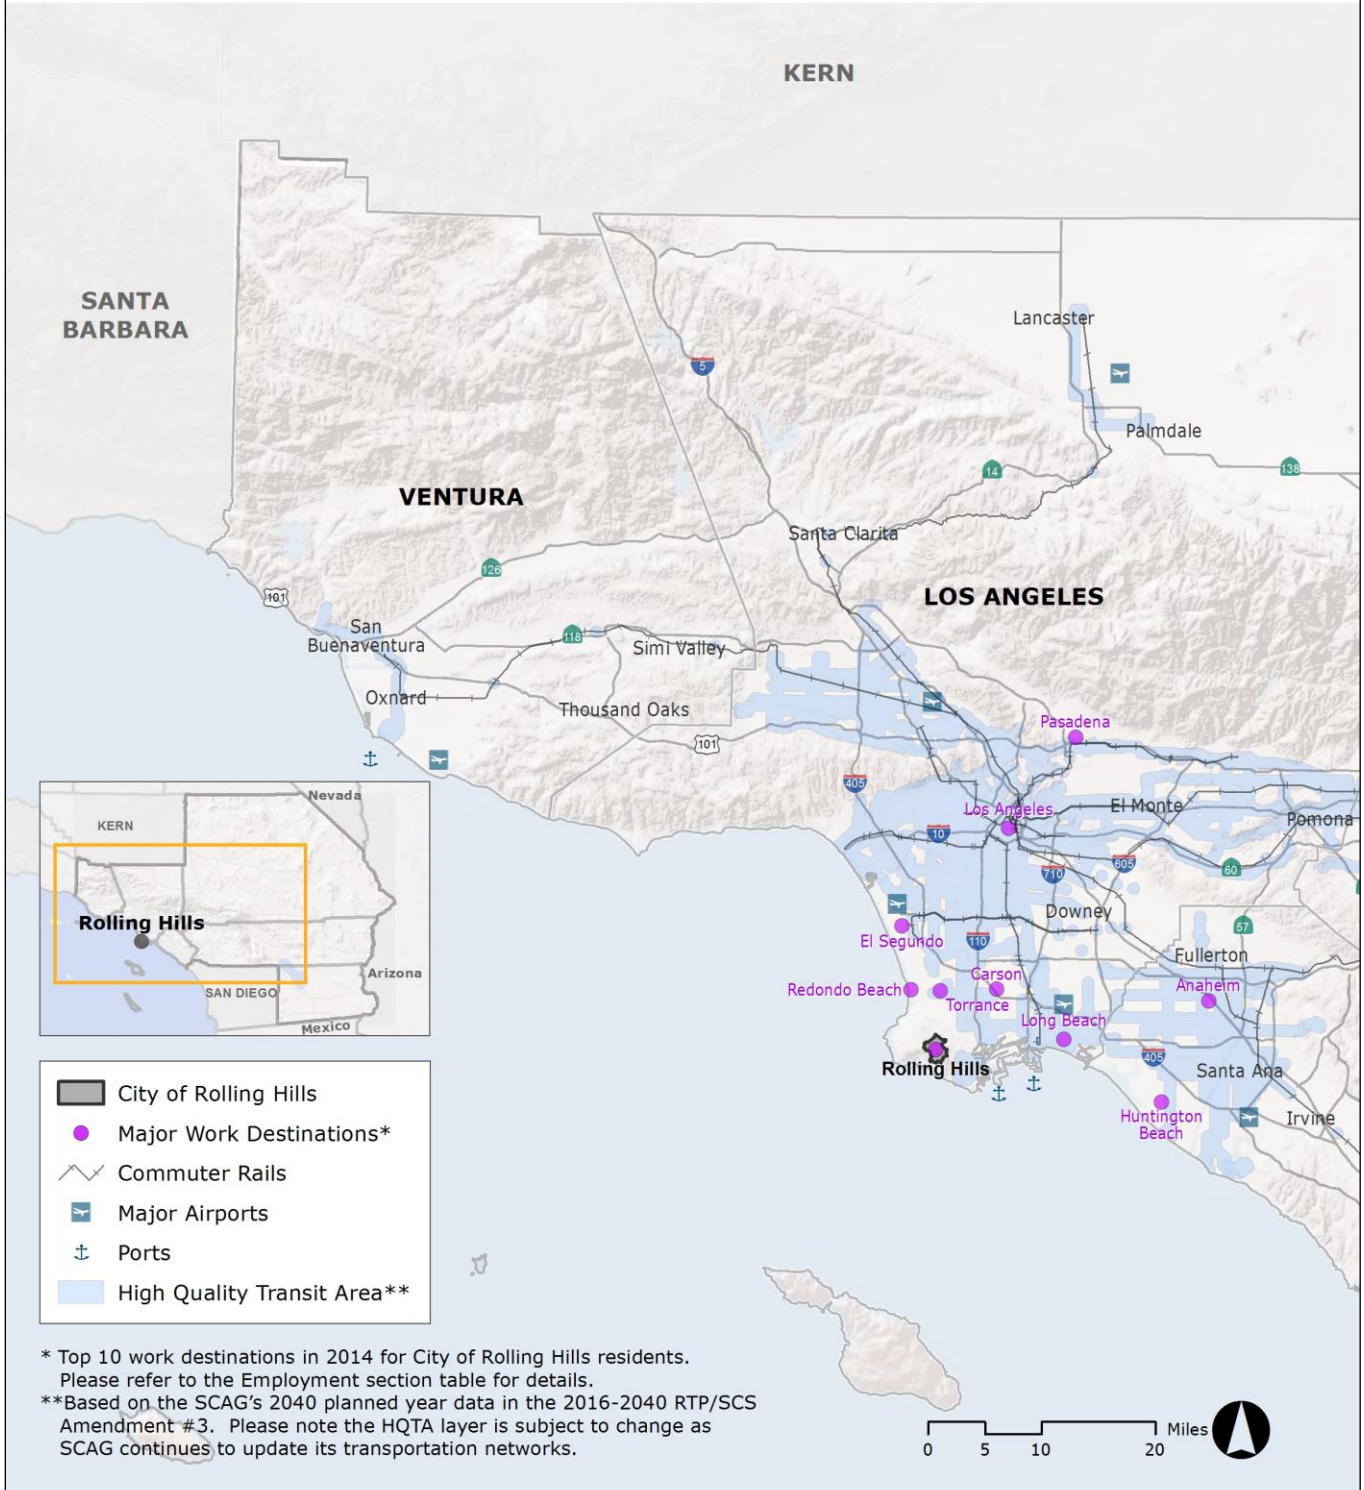 KERN
SANTA
BARBARA
Lancaster
5
Palmdale
14
138
VENTURA
Santa Clarita
126
LOS ANGELES
101
San
Buenaventura
118
Simi Valley
Oxnard
Thousand Oaks
101
Pasadena
405
Los Angeles
El Monte
Pomona
10
605
60
710
Downey
57
El Segundo
110
Fullerton
Carson
Anaheim
Redondo Beach
Torrance
Long Beach
405
Rolling Hills
Santa Ana
Huntington
Beach
Irvine
Nevada
KERN
Rolling Hills
Arizona
SAN DIEGO
Mexico
City of Rolling Hills
Major Work Destinations*
Commuter Rails
Major Airports
Ports
High Quality Transit Area**
* Top 10 work destinations in 2014 for City of Rolling Hills residents.
Please refer to the Employment section table for details.
**Based on the SCAG's 2040 planned year data in the 2016-2040 RTP/SCS
Amendment #3. Please note the HQTA layer is subject to change as
SCAG continues to update its transportation networks.
Miles
0 5 10 20